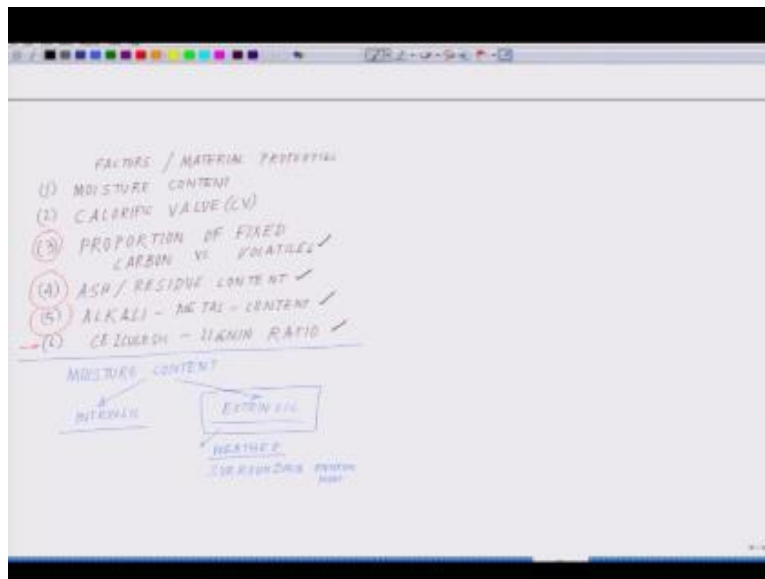 FACTORS / MATERIAL PROPERTIES
(1) MOISTURE CONTENT
(2) CALORIFIC VALUE (CV)
(3) PROPORTION OF FIXED
CARBON VS VOLATILES ✓
(4) ASH / RESIDUE CONTENT ✓
(5) ALKALI - METAL - CONTENT ✓
→ (6) CELLULOSE - LIGNIN RATIO ✓
MOISTURE CONTENT
INTRINSIC EXTRINSIC
WEATHER
SURROUNDING